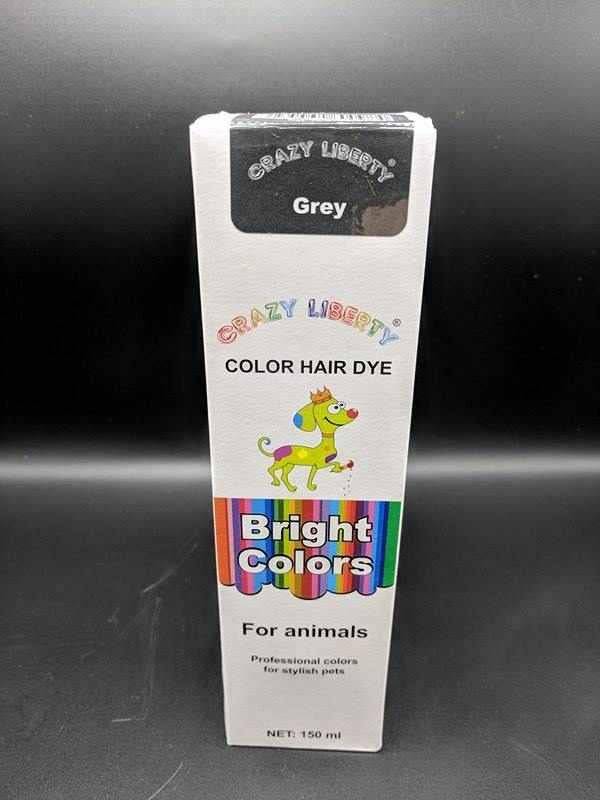 CRAZY LIBERTY®
Grey
CRAZY LIBERTY®
COLOR HAIR DYE
Bright
Colors
For animals
Professional colors
for stylish pets
NET: 150 ml